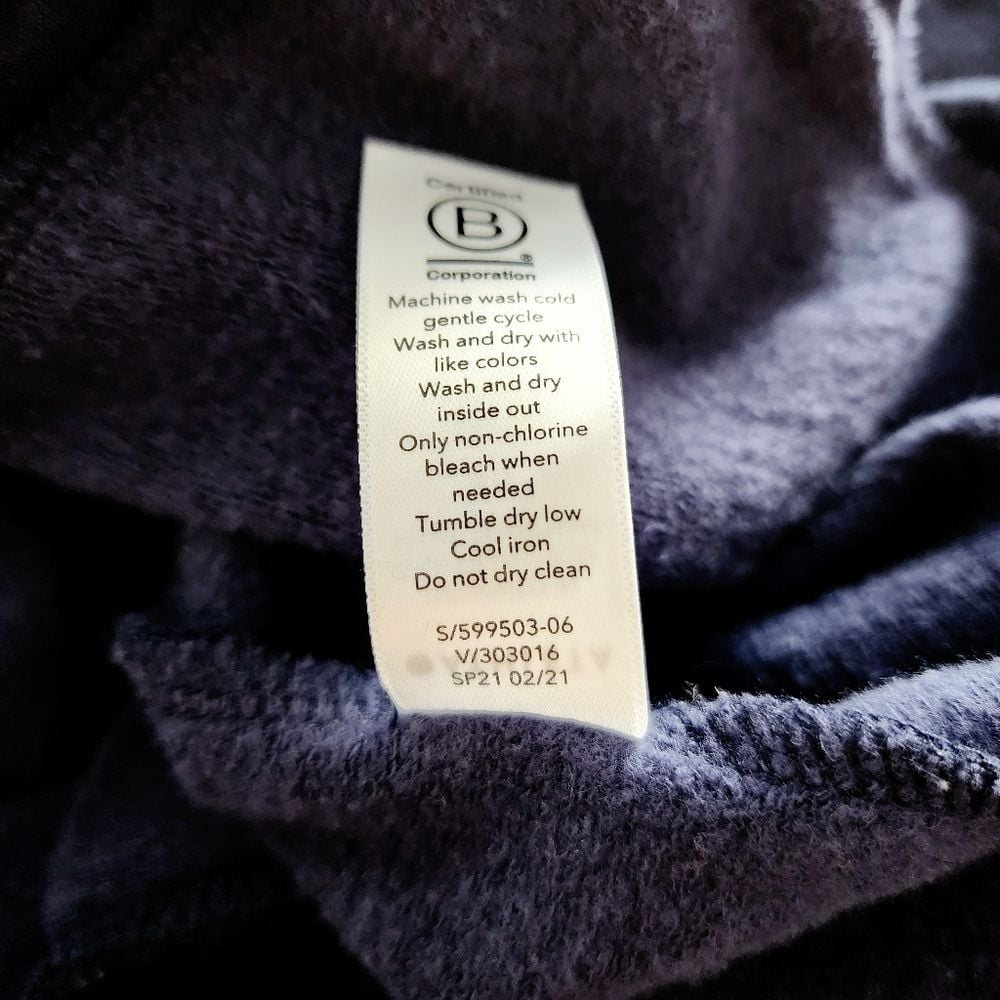 Certified
B
®
Corporation
Machine wash cold
gentle cycle
Wash and dry with
like colors
Wash and dry
inside out
Only non-chlorine
bleach when
needed
Tumble dry low
Cool iron
Do not dry clean
S/599503-06
V/303016
SP21 02/21